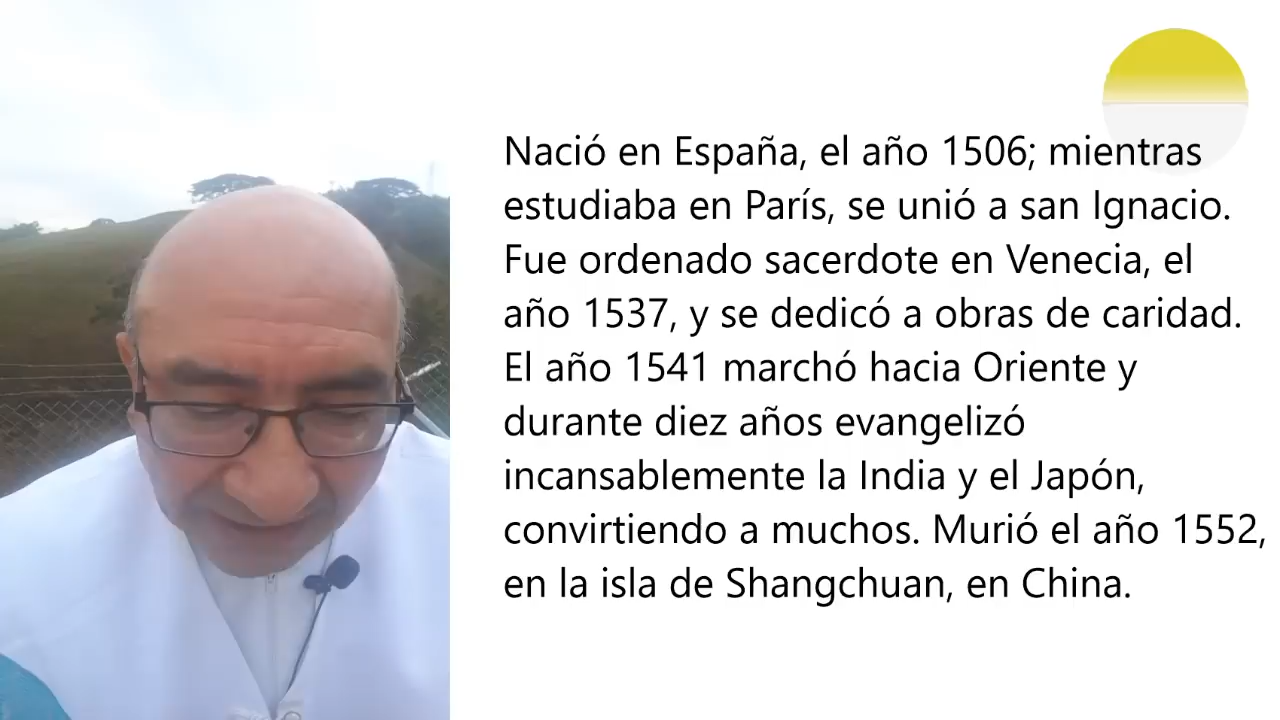 Nació en España, el año 1506; mientras
estudiaba en París, se unió a san Ignacio.
Fue ordenado sacerdote en Venecia, el
año 1537, y se dedicó a obras de caridad.
El año 1541 marchó hacia Oriente y
durante diez años evangelizó
incansablemente la India y el Japón,
convirtiendo a muchos. Murió el año 1552,
en la isla de Shangchuan, en China.